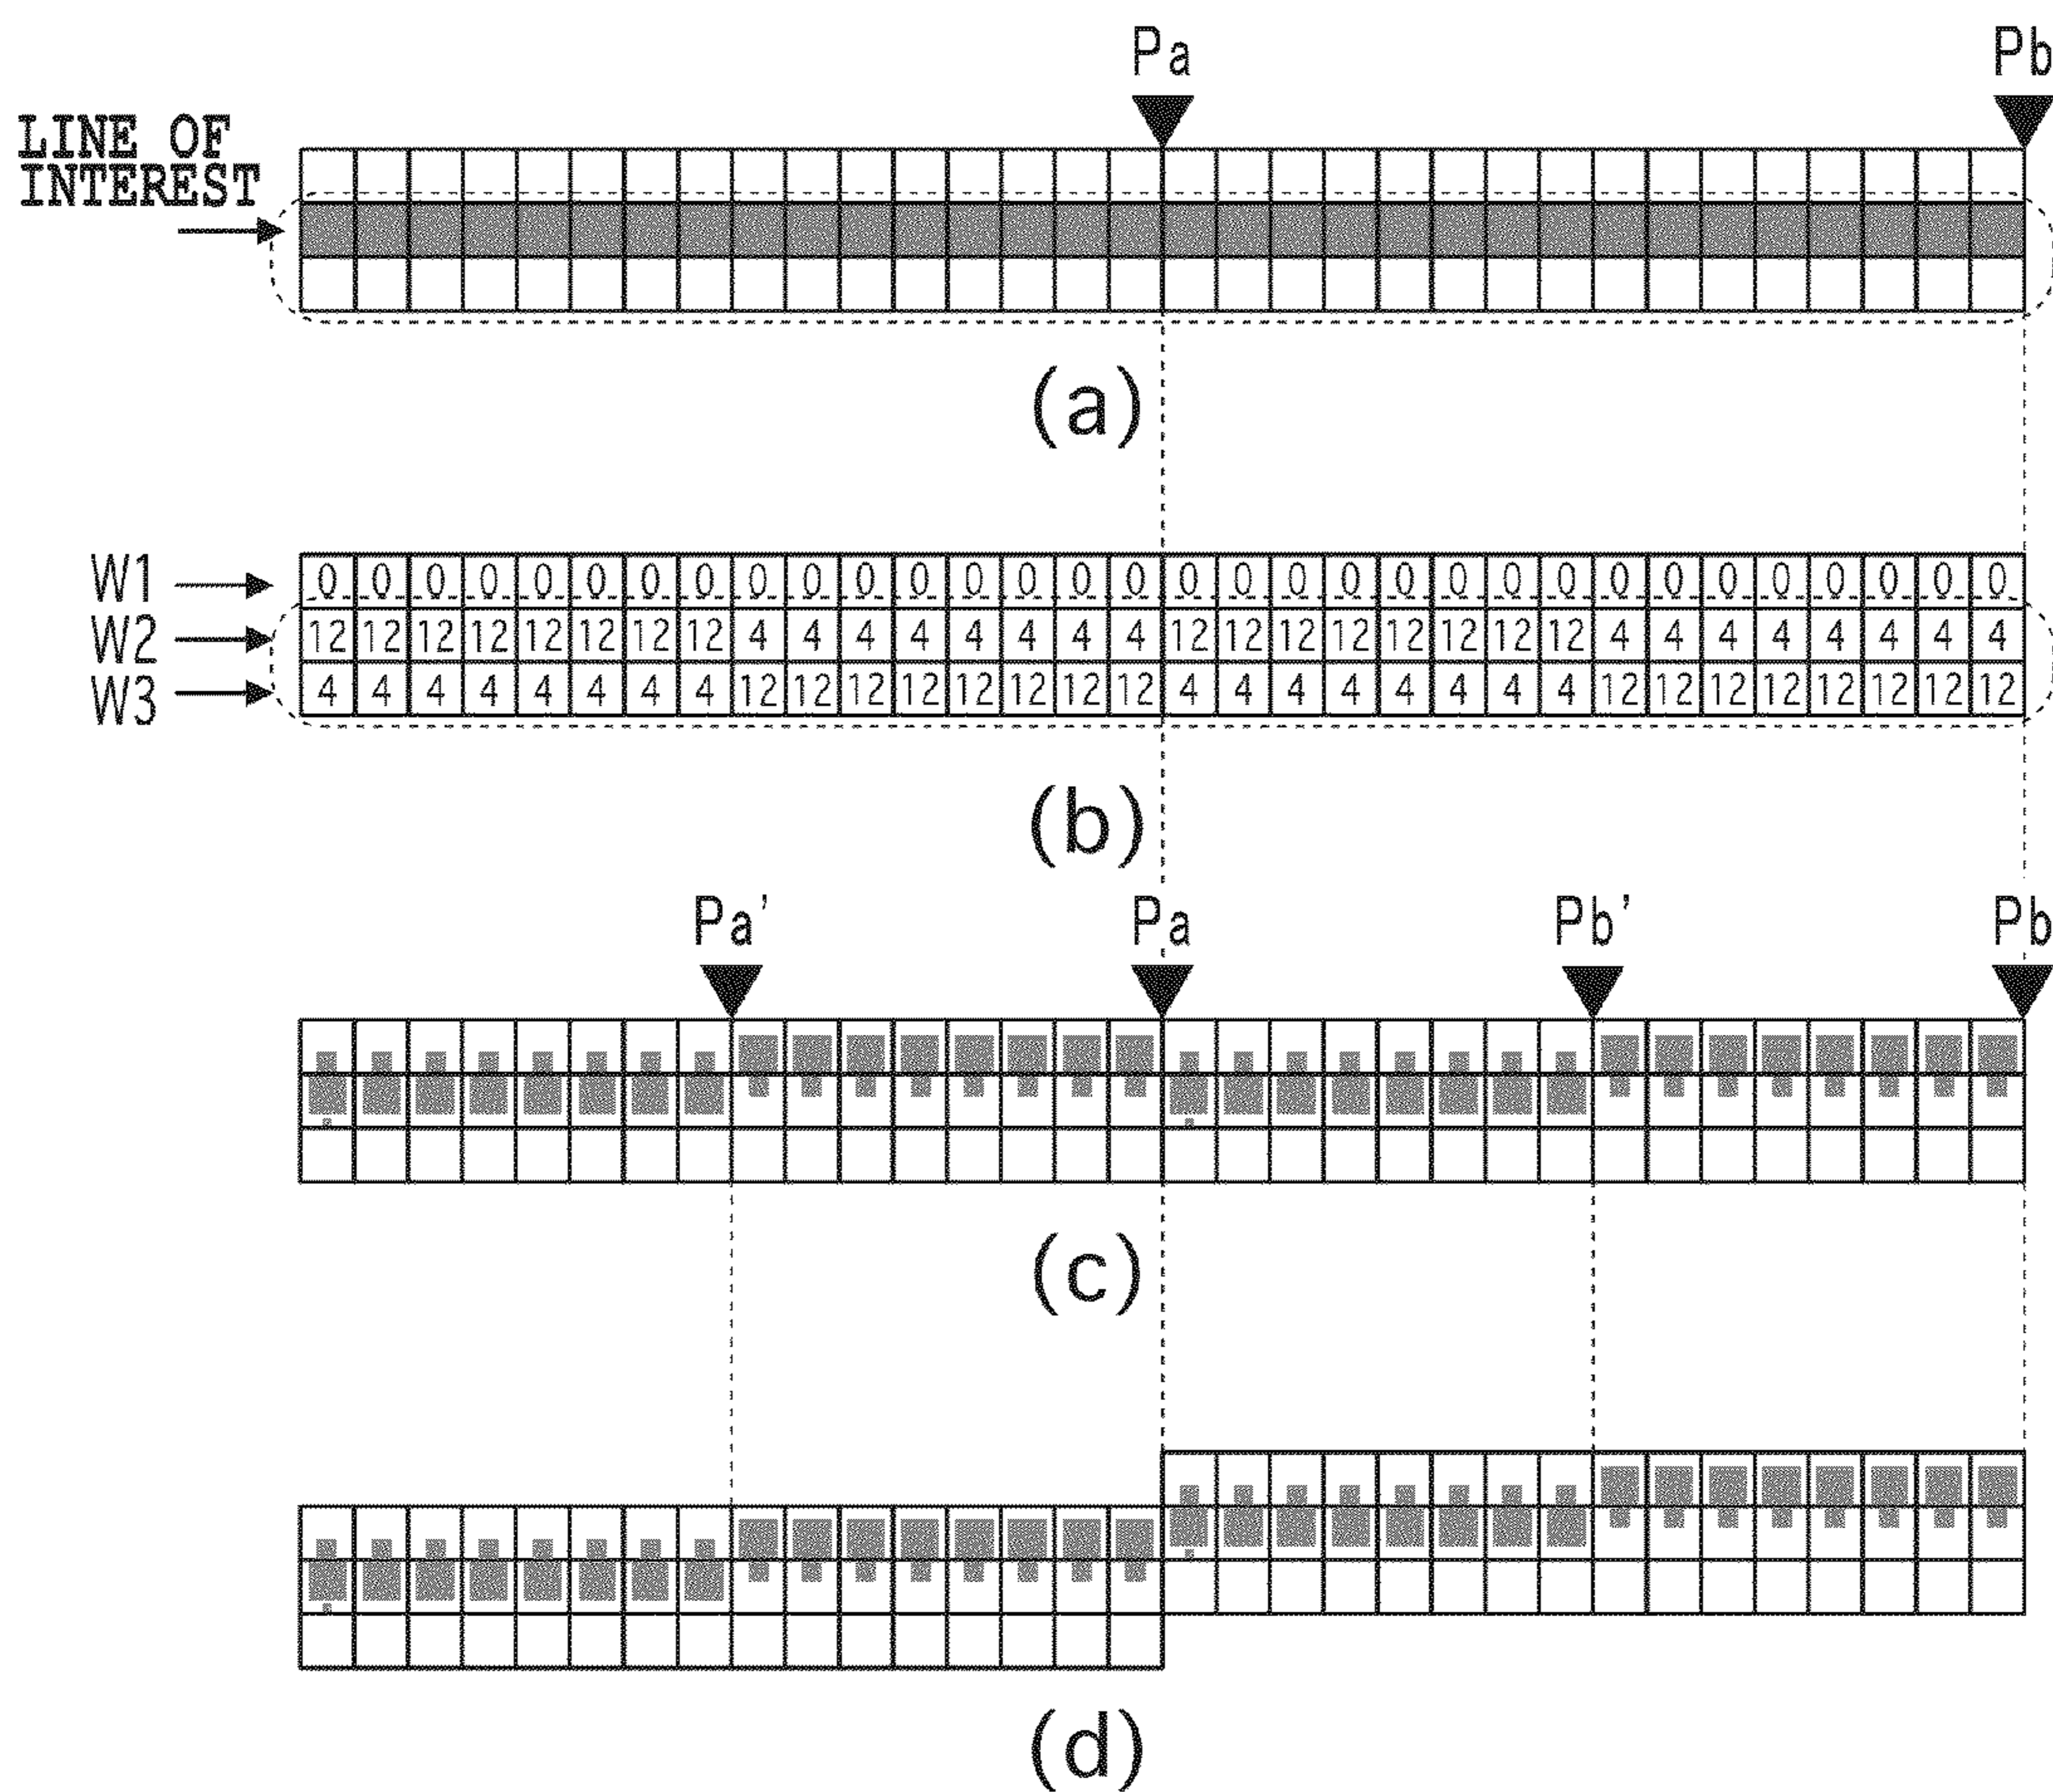 Pa Pb
LINE OF
INTEREST
(a)
W1 0 0 0 0 0 0 0 0 0 0 0 0 0 0 0 0 0 0 0 0 0 0 0 0 0 0 0 0 0 0 0 0
W2 12 12 12 12 12 12 12 12 4 4 4 4 4 4 4 4 12 12 12 12 12 12 12 12 4 4 4 4 4 4 4 4
W3 4 4 4 4 4 4 4 4 12 12 12 12 12 12 12 12 4 4 4 4 4 4 4 4 12 12 12 12 12 12 12 12
(b)
Pa' Pa Pb' Pb
(c)
(d)